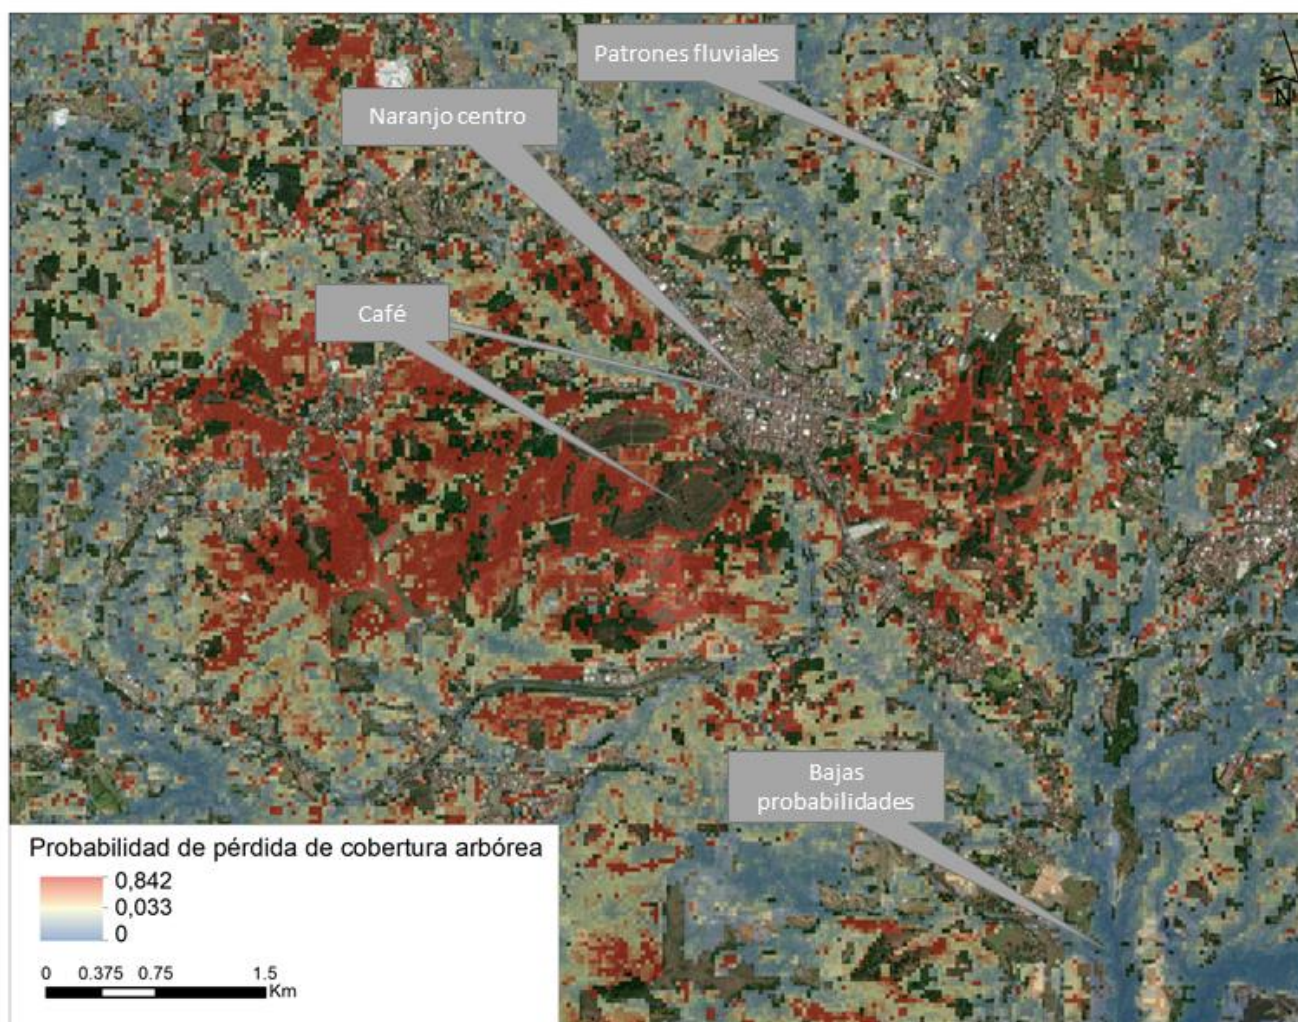 Patrones fluviales
N
Naranjo centro
Café
Bajas
probabilidades
Probabilidad de pérdida de cobertura arbórea
0,842
0,033
0
0 0.375 0.75 1.5
Km